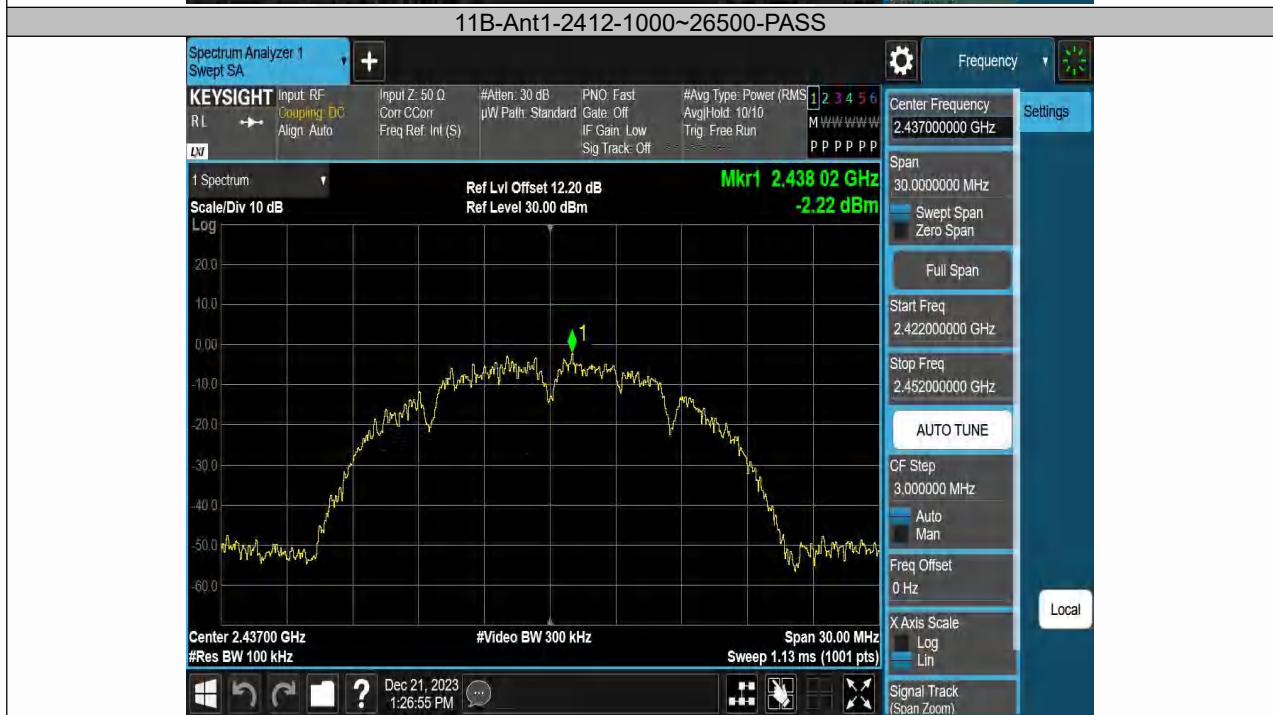 11B-Ant1-2412-1000~26500-PASS
Spectrum Analyzer 1
Swept SA
+
Frequency
KEYSIGHT
RL
LXI
Input: RF
Coupling: DC
Align: Auto
Input Z: 50 Ω
Corr CCorr
Freq Ref: Int (S)
#Atten: 30 dB
µW Path: Standard
PNO: Fast
Gate: Off
IF Gain: Low
Sig Track: Off
#Avg Type: Power (RMS
Avg|Hold: 10/10
Trig: Free Run
1 2 3 4 5 6
M W W W W W
P P P P P P
1 Spectrum
Scale/Div 10 dB
Ref Lvl Offset 12.20 dB
Ref Level 30.00 dBm
Mkr1 2.438 02 GHz
-2.22 dBm
Log
20.0
10.0
0.00
-10.0
-20.0
-30.0
-40.0
-50.0
-60.0
1
Center 2.43700 GHz
#Res BW 100 kHz
#Video BW 300 kHz
Span 30.00 MHz
Sweep 1.13 ms (1001 pts)
Center Frequency
2.437000000 GHz
Settings
Span
30.0000000 MHz
Swept Span
Zero Span
Full Span
Start Freq
2.422000000 GHz
Stop Freq
2.452000000 GHz
AUTO TUNE
CF Step
3.000000 MHz
Auto
Man
Freq Offset
0 Hz
X Axis Scale
Log
Lin
Local
Signal Track
(Span Zoom)
?
Dec 21, 2023
1:26:55 PM